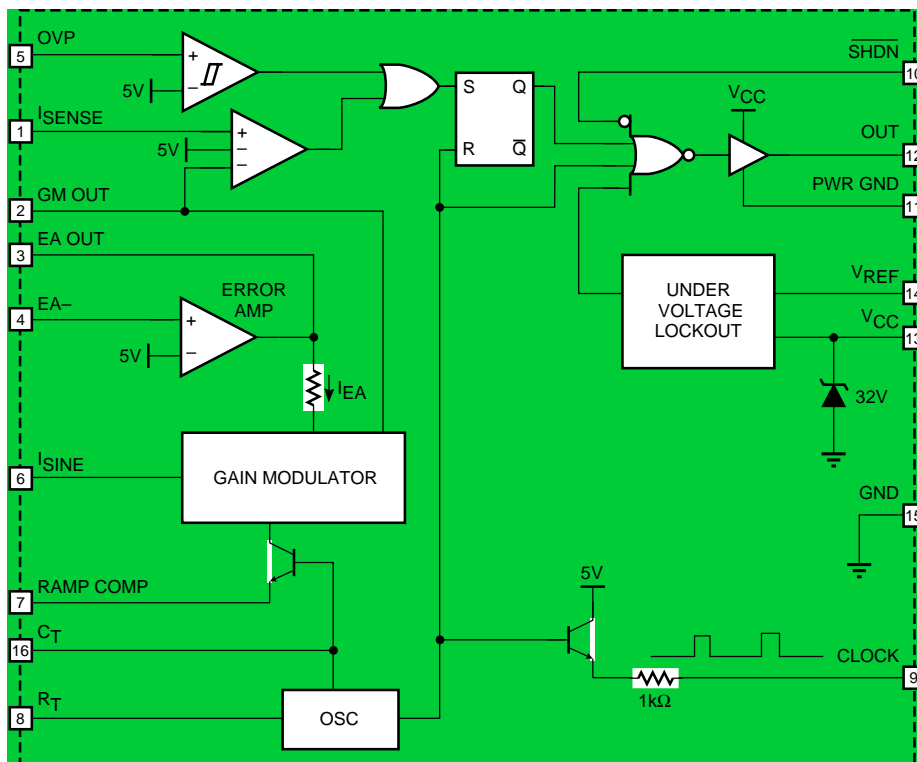 OVP
5
5V
ISENSE
1
5V
GM OUT
2
EA OUT
3
EA–
4
ERROR
AMP
5V
IEA
ISINE
6
GAIN MODULATOR
RAMP COMP
7
CT
16
RT
8
OSC
S Q
R Q
SHDN
10
VCC
OUT
12
PWR GND
11
UNDER
VOLTAGE
LOCKOUT
VREF
14
VCC
13
32V
GND
15
5V
CLOCK
9
1kΩ